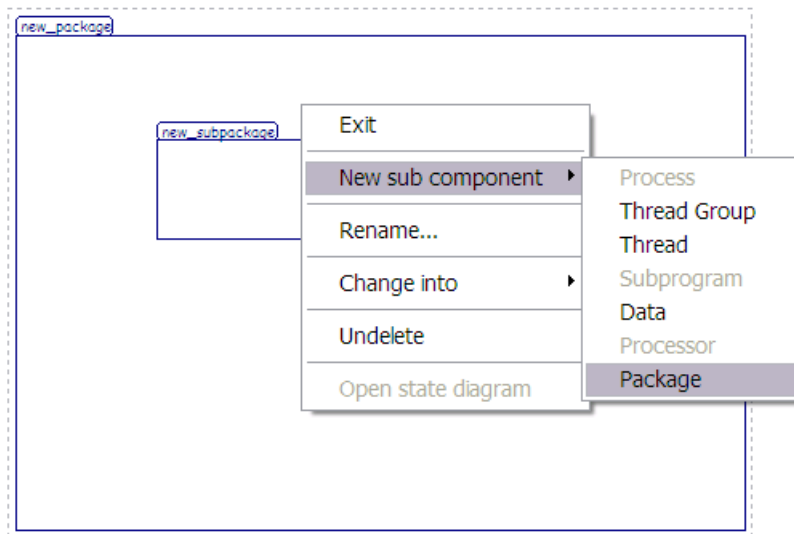 new_package
new_subpackage
Exit
New sub component
Rename...
Change into
Undelete
Open state diagram
Process
Thread Group
Thread
Subprogram
Data
Processor
Package